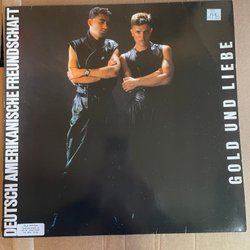 DEUTSCH AMERIKANISCHE FREUNDSCHAFT
GOLD UND LIEBE